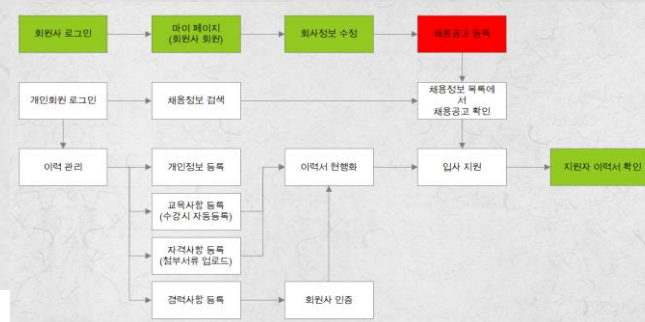 회원사 로그인
마이 페이지
(회원사 회원)
회사정보 수정
채용공고 등록
개인회원 로그인
채용정보 검색
채용정보 목록에
서
채용공고 확인
이력 관리
개인정보 등록
이력서 현행화
입사 지원
지원자 이력서 확인
교육사항 등록
(수강시 자동등록)
자격사항 등록
(첨부서류 업로드)
경력사항 등록
회원사 인증